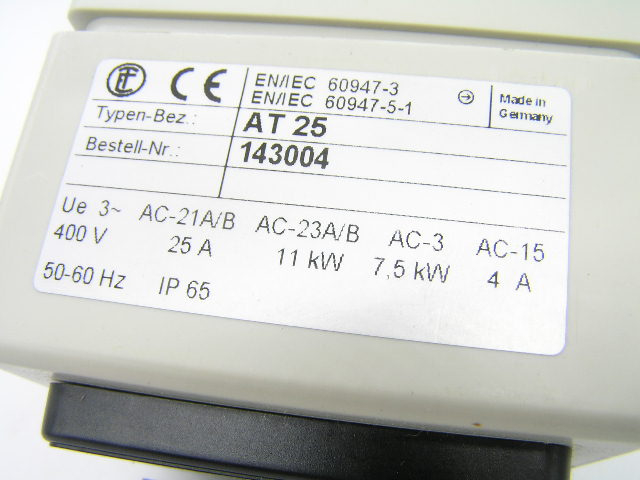 CE
EN/IEC 60947-3
EN/IEC 60947-5-1
Made in
Germany
Typen-Bez.: AT 25
Bestell-Nr.: 143004
Ue 3~ AC-21A/B AC-23A/B AC-3 AC-15
400 V 25 A 11 kW 7,5 kW 4 A
50-60 Hz IP 65